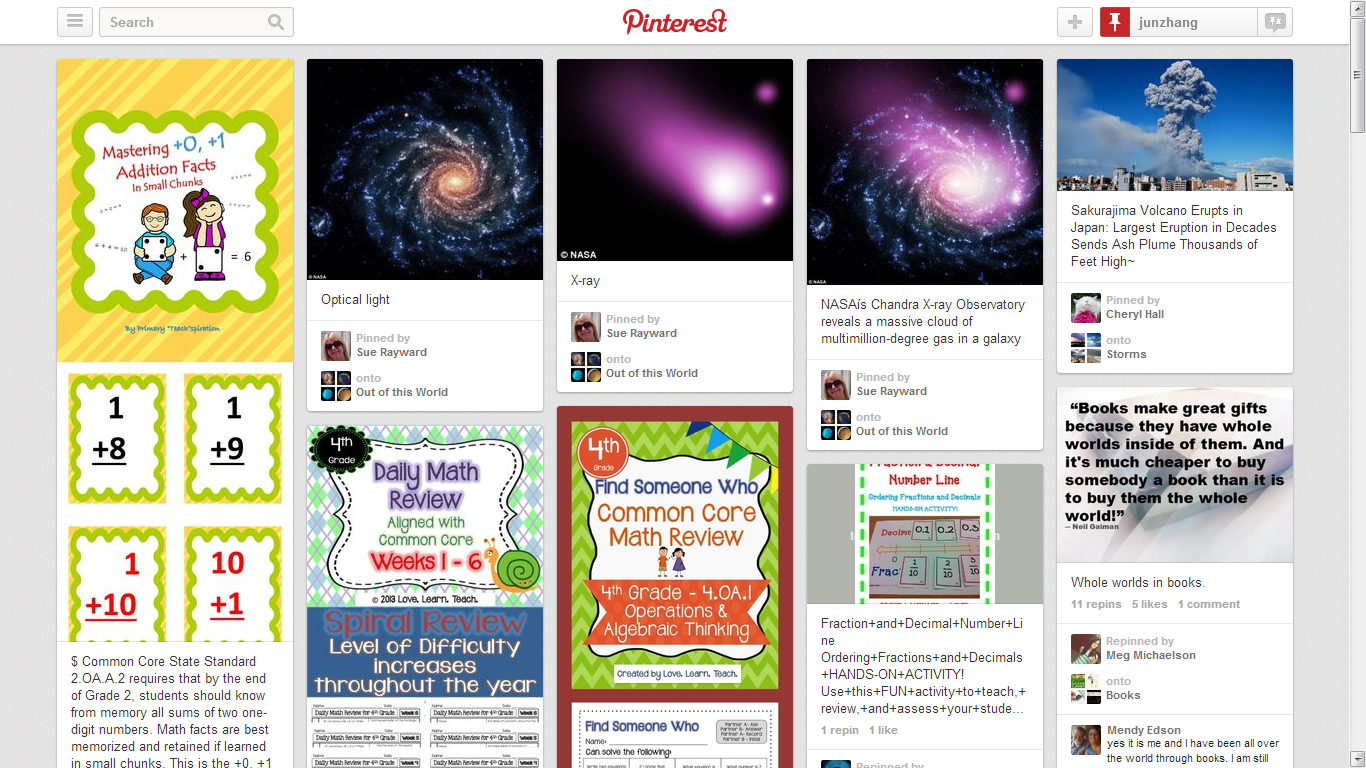 Search
Pinterest
junzhang
Mastering +0, +1
Addition Facts
In Small Chunks
+ = 6
By Primary "Teach"spiration
1
+8
1
+9
1
+10
10
+1
$ Common Core State Standard
2.OA.A.2 requires that by the end
of Grade 2, students should know
from memory all sums of two one-
digit numbers. Math facts are best
memorized and retained if learned
in small chunks. This is the +0, +1
© NASA
Optical light
Pinned by
Sue Rayward
onto
Out of this World
4th
Grade
Daily Math
Review
Aligned with
Common Core
Weeks 1 - 6
© 2013 Love. Learn. Teach.
Spiral Review
Level of Difficulty
increases
throughout the year
Daily Math Review for 4th Grade Week 6
© NASA
X-ray
Pinned by
Sue Rayward
onto
Out of this World
4th
Grade
Find Someone Who
Common Core
Math Review
4th Grade - 4.OA.1
Operations &
Algebraic Thinking
Created by Love. Learn. Teach.
Find Someone Who
Name:
Can solve the following:
© NASA
NASAís Chandra X-ray Observatory
reveals a massive cloud of
multimillion-degree gas in a galaxy
Pinned by
Sue Rayward
onto
Out of this World
Number Line
Ordering Fractions and Decimals
HANDS-ON ACTIVITY!
Fraction+and+Decimal+Number+Li
ne
Ordering+Fractions+and+Decimals
+HANDS-ON+ACTIVITY!
Use+this+FUN+activity+to+teach,+
review,+and+assess+your+stude...
1 repin 1 like
Repinned by
Sakurajima Volcano Erupts in
Japan: Largest Eruption in Decades
Sends Ash Plume Thousands of
Feet High~
Pinned by
Cheryl Hall
onto
Storms
“Books make great gifts
because they have whole
worlds inside of them. And
it's much cheaper to buy
somebody a book than it is
to buy them the whole
world!”
— Neil Gaiman
Whole worlds in books.
11 repins 5 likes 1 comment
Repinned by
Meg Michaelson
onto
Books
Mendy Edson
yes it is me and I have been all over
the world through books. I am still